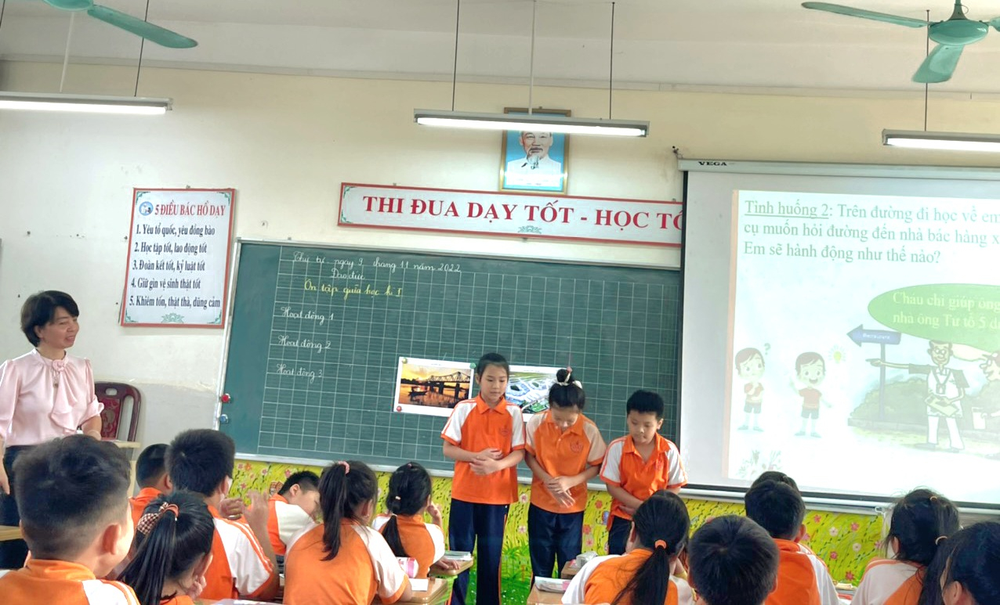 5 ĐIỀU BÁC HỒ DẠY
1. Yêu tổ quốc, yêu đồng bào
2. Học tập tốt, lao động tốt
3. Đoàn kết tốt, kỷ luật tốt
4. Giữ gìn vệ sinh thật tốt
5. Khiêm tốn, thật thà, dũng cảm
THI ĐUA DẠY TỐT - HỌC TỐ
Thứ tư ngày 9 tháng 11 năm 2022
Đạo đức
Ôn tập giữa học kì I
Hoạt động 1
Hoạt động 2
Hoạt động 3
VEGA
Tình huống 2: Trên đường đi học về em
cụ muốn hỏi đường đến nhà bác hàng x
Em sẽ hành động như thế nào?
Cháu chỉ giúp ông
nhà ông Tư tổ 5